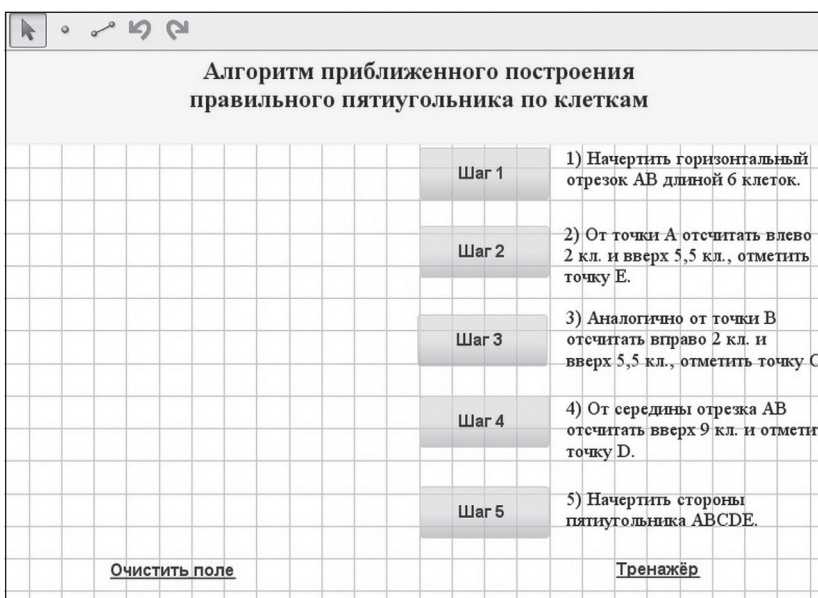 Алгоритм приближенного построения
правильного пятиугольника по клеткам
Шаг 1
1) Начертить горизонтальный
отрезок AB длиной 6 клеток.
Шаг 2
2) От точки A отсчитать влево
2 кл. и вверх 5,5 кл., отметить
точку E.
Шаг 3
3) Аналогично от точки B
отсчитать вправо 2 кл. и
вверх 5,5 кл., отметить точку C
Шаг 4
4) От середины отрезка AB
отсчитать вверх 9 кл. и отмети
точку D.
Шаг 5
5) Начертить стороны
пятиугольника ABCDE.
Очистить поле
Тренажёр